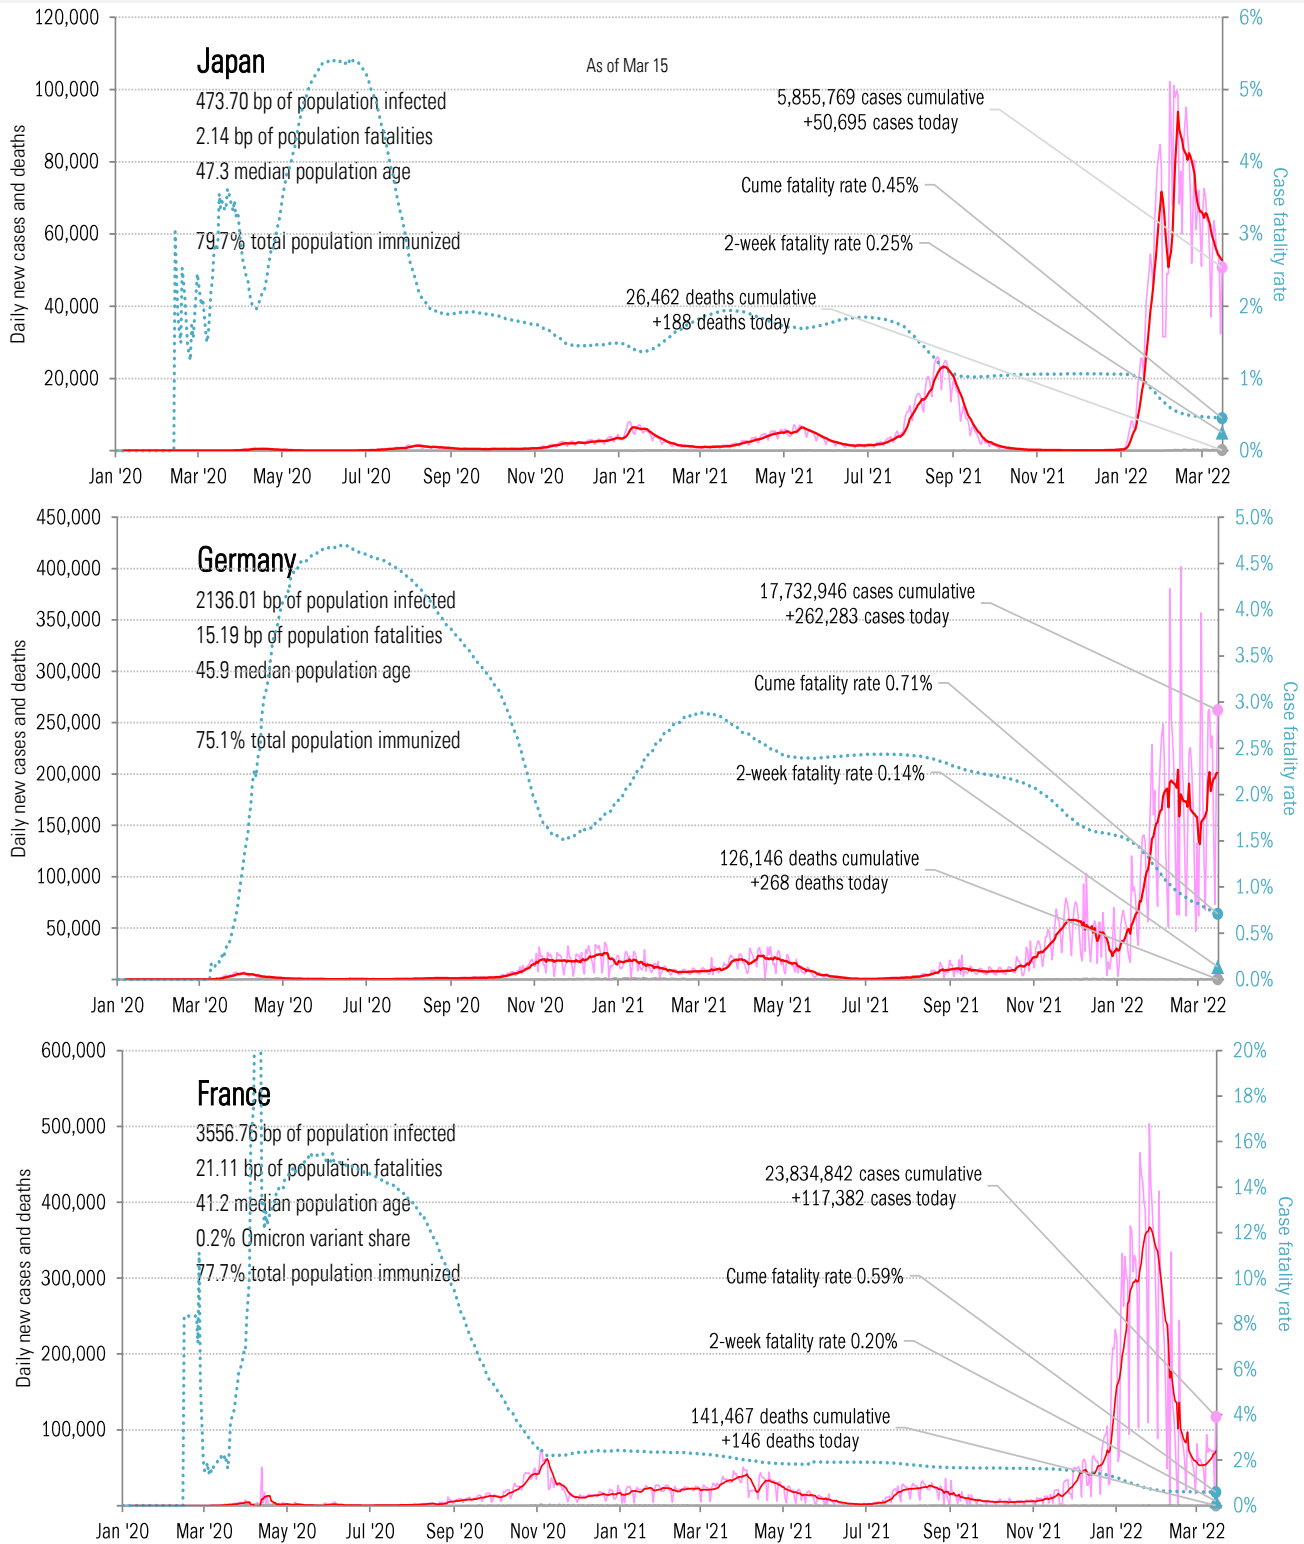 120,000
100,000
80,000
60,000
40,000
20,000
Daily new cases and deaths
Japan
473.70 bp of population infected
2.14 bp of population fatalities
47.3 median population age
79.7% total population immunized
As of Mar 15
5,855,769 cases cumulative
+50,695 cases today
Cume fatality rate 0.45%
2-week fatality rate 0.25%
26,462 deaths cumulative
+188 deaths today
6%
5%
4%
3%
2%
1%
0%
Case fatality rate
Jan '20 Mar '20 May '20 Jul '20 Sep '20 Nov '20 Jan '21 Mar '21 May '21 Jul '21 Sep '21 Nov '21 Jan '22 Mar '22
450,000
400,000
350,000
300,000
250,000
200,000
150,000
100,000
50,000
Daily new cases and deaths
Germany
2136.01 bp of population infected
15.19 bp of population fatalities
45.9 median population age
75.1% total population immunized
17,732,946 cases cumulative
+262,283 cases today
Cume fatality rate 0.71%
2-week fatality rate 0.14%
126,146 deaths cumulative
+268 deaths today
5.0%
4.5%
4.0%
3.5%
3.0%
2.5%
2.0%
1.5%
1.0%
0.5%
0.0%
Case fatality rate
Jan '20 Mar '20 May '20 Jul '20 Sep '20 Nov '20 Jan '21 Mar '21 May '21 Jul '21 Sep '21 Nov '21 Jan '22 Mar '22
600,000
500,000
400,000
300,000
200,000
100,000
Daily new cases and deaths
France
3556.76 bp of population infected
21.11 bp of population fatalities
41.2 median population age
0.2% Omicron variant share
77.7% total population immunized
23,834,842 cases cumulative
+117,382 cases today
Cume fatality rate 0.59%
2-week fatality rate 0.20%
141,467 deaths cumulative
+146 deaths today
20%
18%
16%
14%
12%
10%
8%
6%
4%
2%
0%
Case fatality rate
Jan '20 Mar '20 May '20 Jul '20 Sep '20 Nov '20 Jan '21 Mar '21 May '21 Jul '21 Sep '21 Nov '21 Jan '22 Mar '22